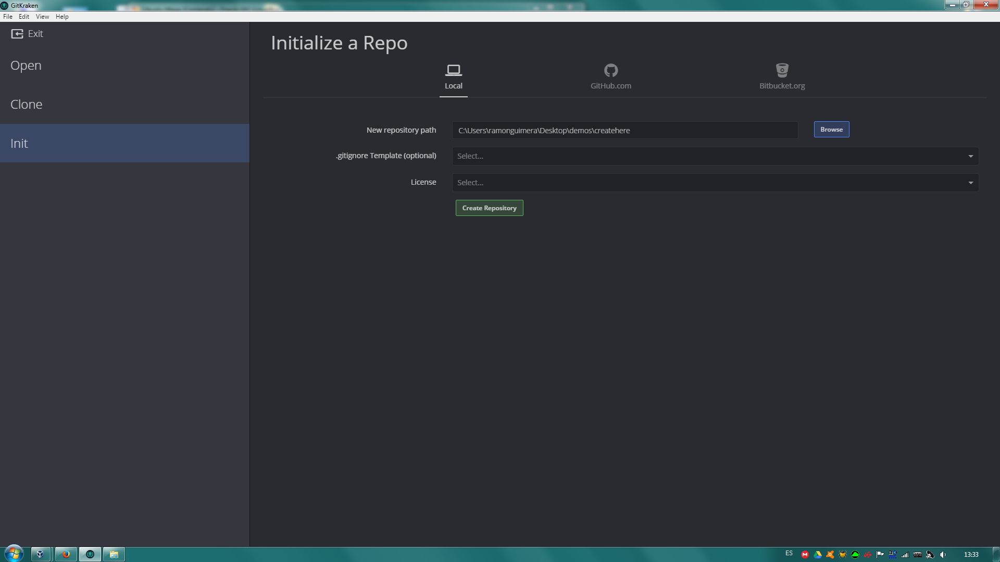 GitKraken
File Edit View Help
Exit
Open
Clone
Init
Initialize a Repo
Local
GitHub.com
Bitbucket.org
New repository path
C:\Users\ramonguimera\Desktop\demos\createhere
Browse
.gitignore Template (optional)
Select...
License
Select...
Create Repository
ES
13:33